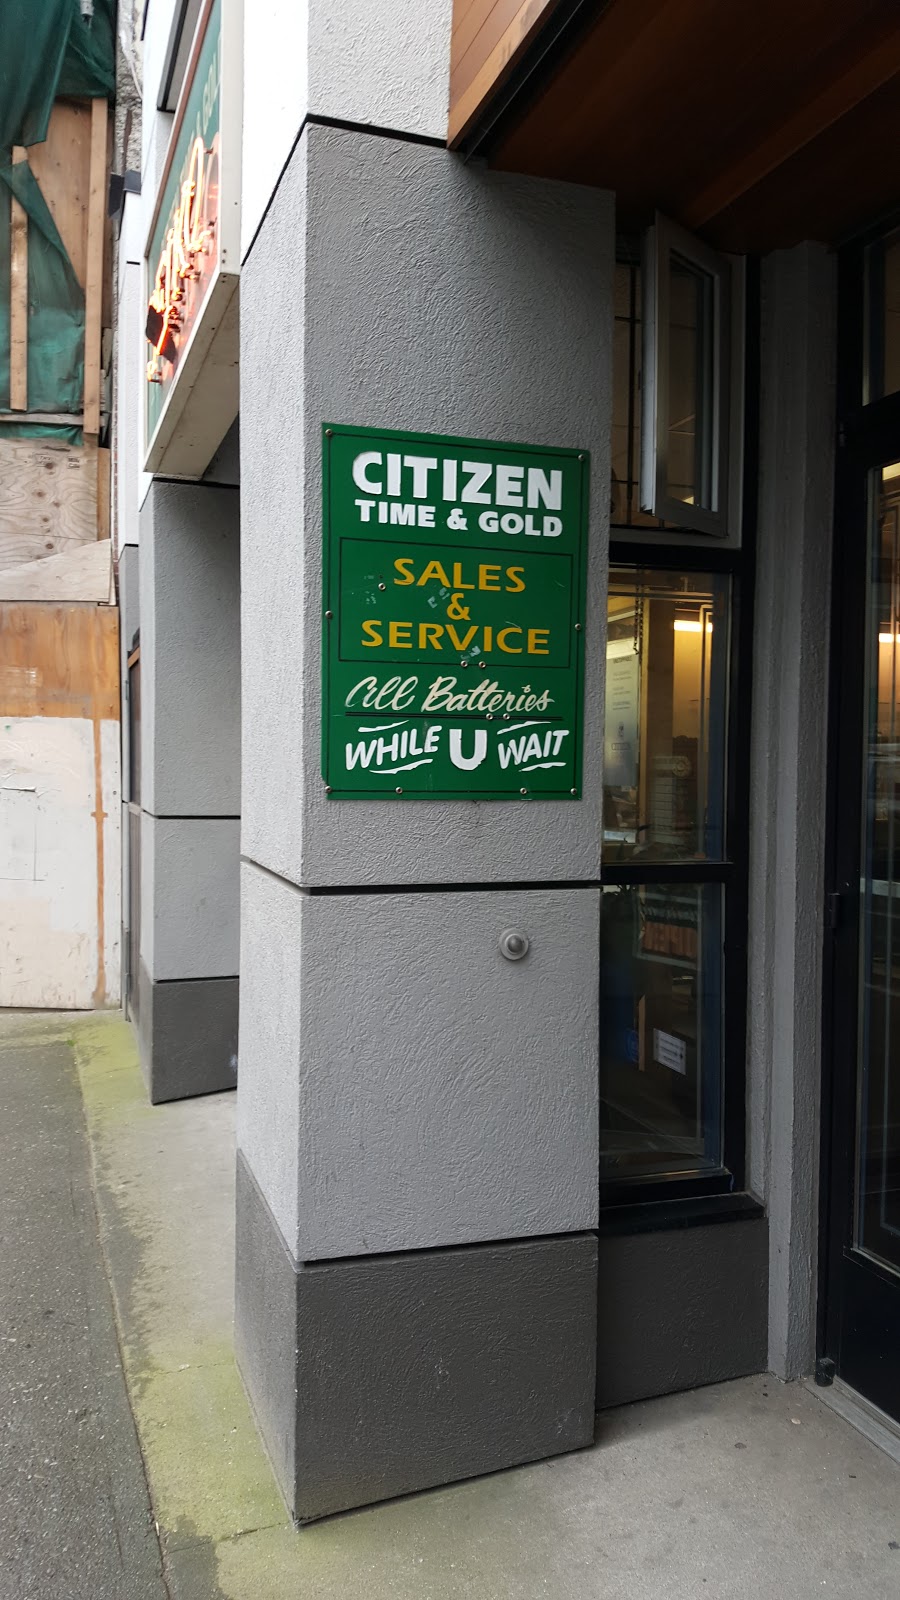 CITIZEN
TIME & GOLD
SALES
&
SERVICE
All Batteries
WHILE U WAIT